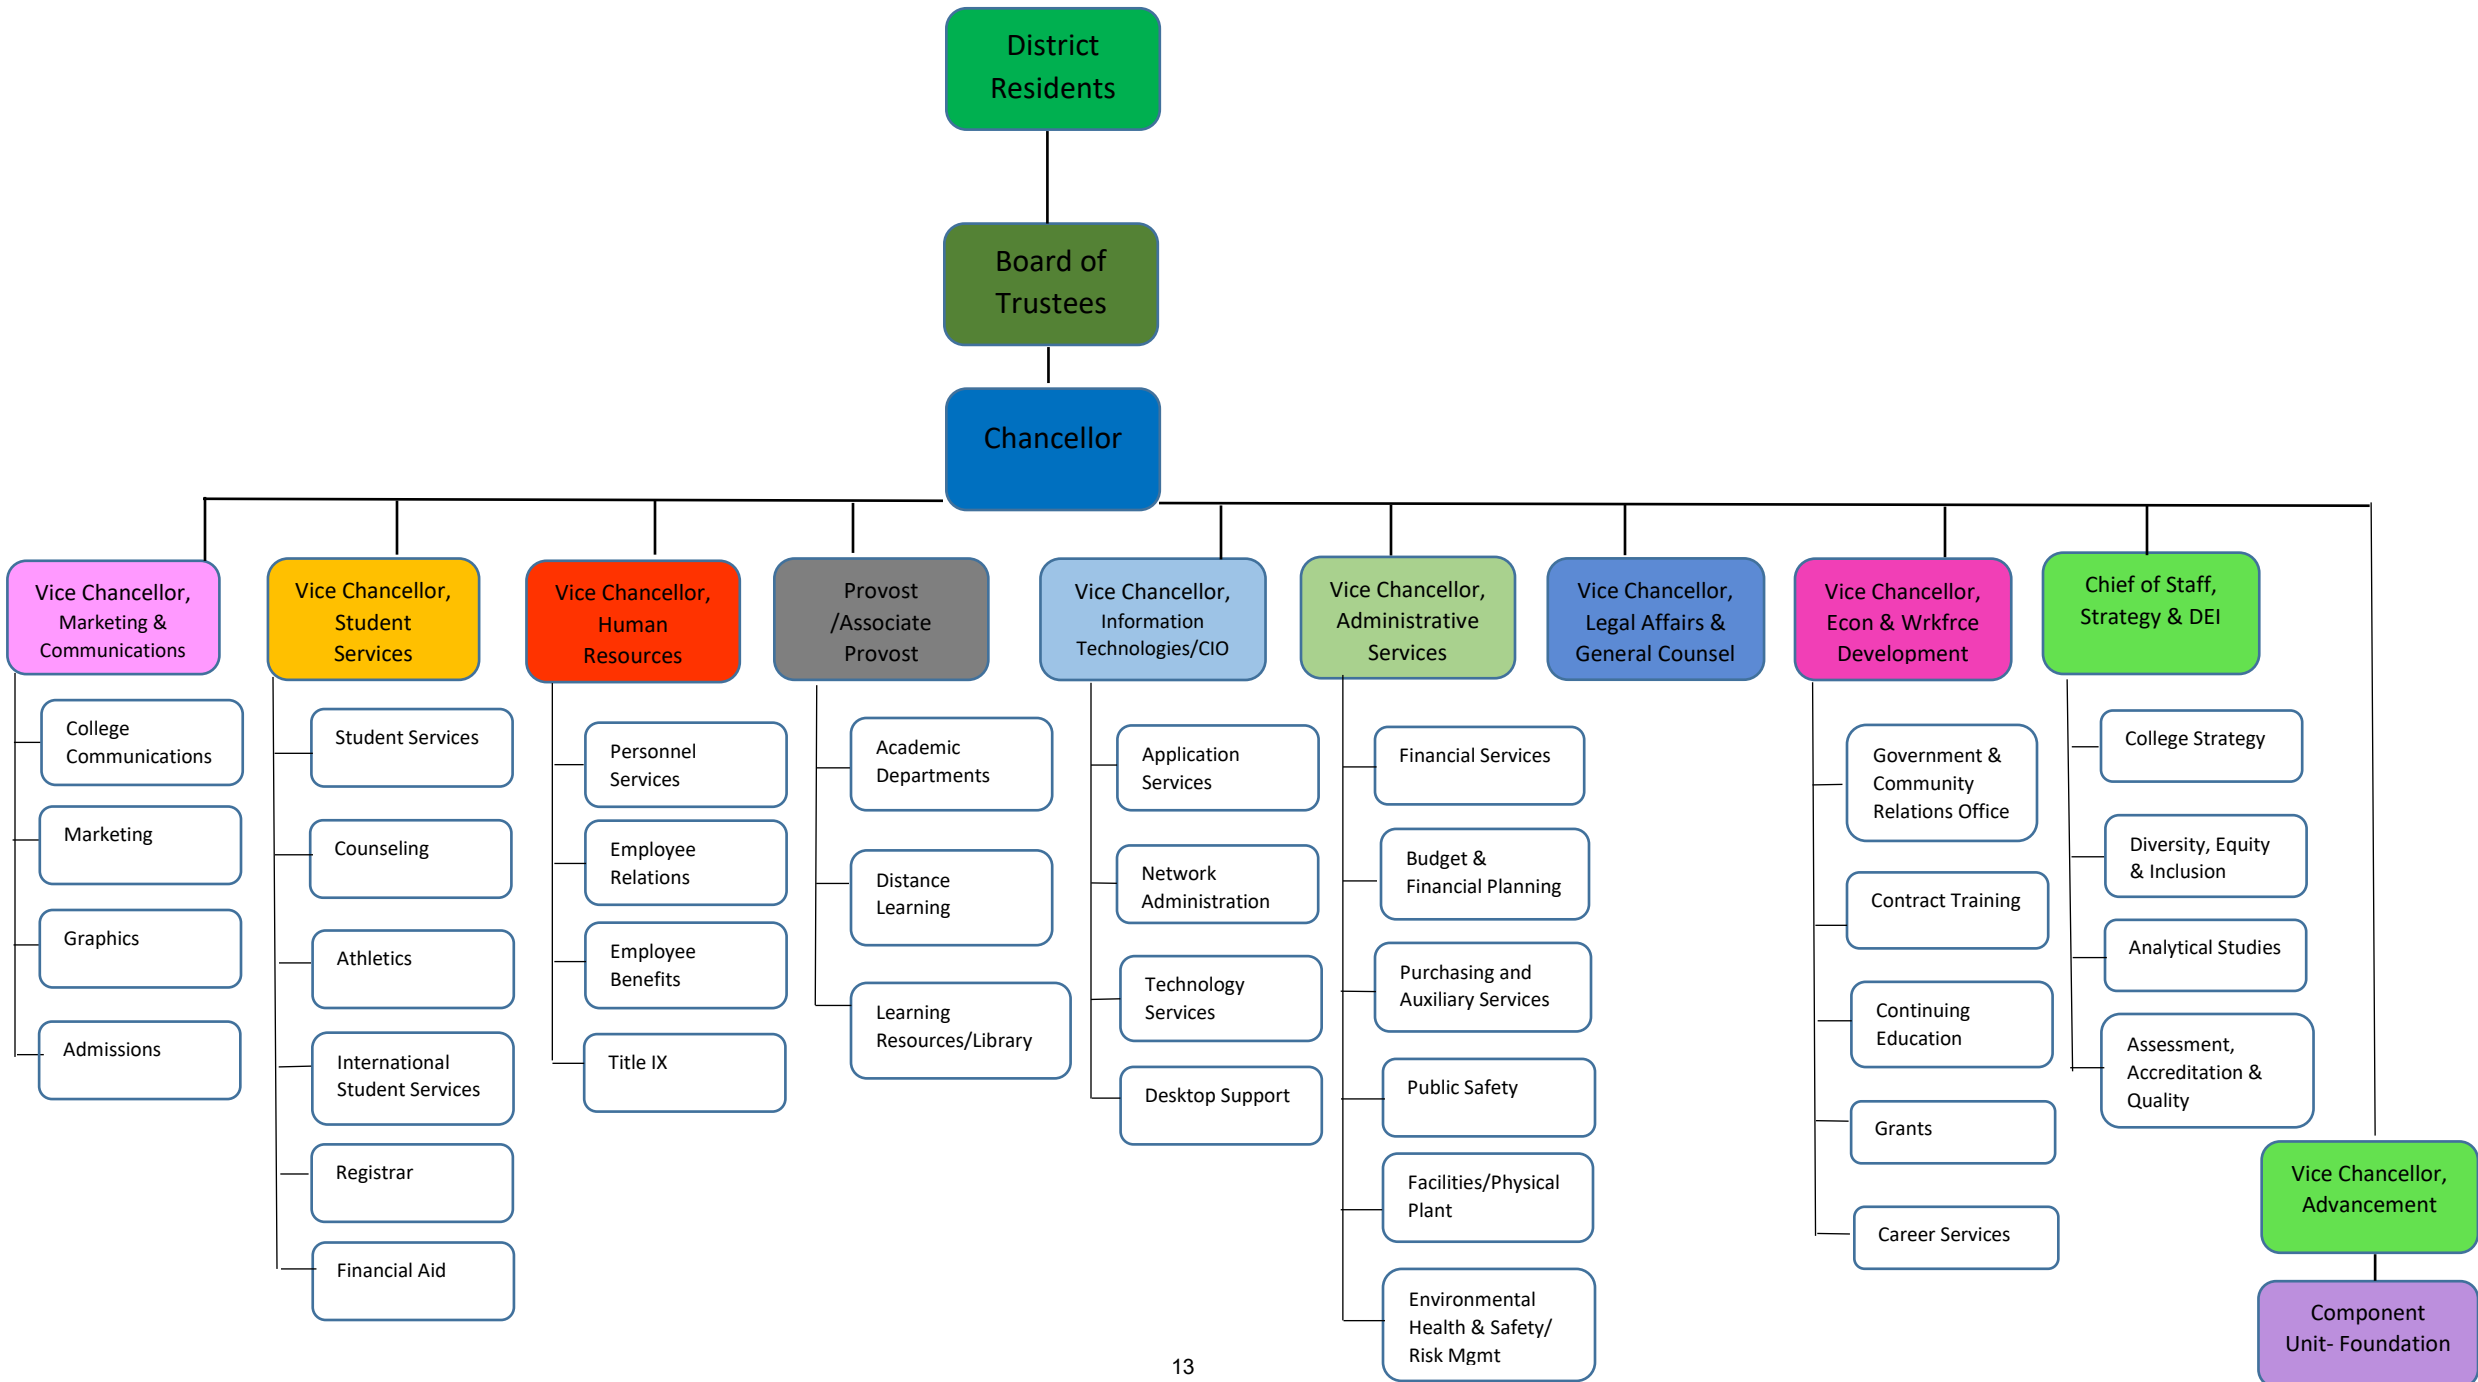 District
Residents
Board of
Trustees
Chancellor
Vice Chancellor,
Marketing &
Communications
College
Communications
Marketing
Graphics
Admissions
Vice Chancellor,
Student
Services
Student Services
Counseling
Athletics
International
Student Services
Registrar
Financial Aid
Vice Chancellor,
Human
Resources
Personnel
Services
Employee
Relations
Employee
Benefits
Title IX
Provost
/Associate
Provost
Academic
Departments
Distance
Learning
Learning
Resources/Library
Vice Chancellor,
Information
Technologies/CIO
Application
Services
Network
Administration
Technology
Services
Desktop Support
Vice Chancellor,
Administrative
Services
Financial Services
Budget &
Financial Planning
Purchasing and
Auxiliary Services
Public Safety
Facilities/Physical
Plant
Environmental
Health & Safety/
Risk Mgmt
Vice Chancellor,
Legal Affairs &
General Counsel
Vice Chancellor,
Econ & Wrkfrce
Development
Government &
Community
Relations Office
Contract Training
Continuing
Education
Grants
Career Services
Chief of Staff,
Strategy & DEI
College Strategy
Diversity, Equity
& Inclusion
Analytical Studies
Assessment,
Accreditation &
Quality
Vice Chancellor,
Advancement
Component
Unit- Foundation
13